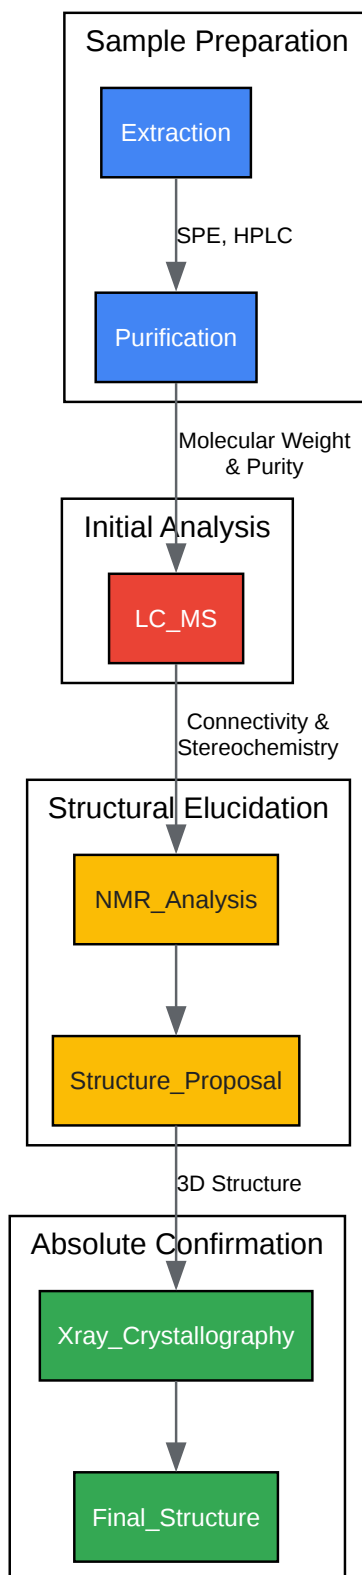 Sample Preparation
Extraction
SPE, HPLC
Purification
Molecular Weight
& Purity
Initial Analysis
LC_MS
Connectivity &
Stereochemistry
Structural Elucidation
NMR_Analysis
Structure_Proposal
3D Structure
Absolute Confirmation
Xray_Crystallography
Final_Structure